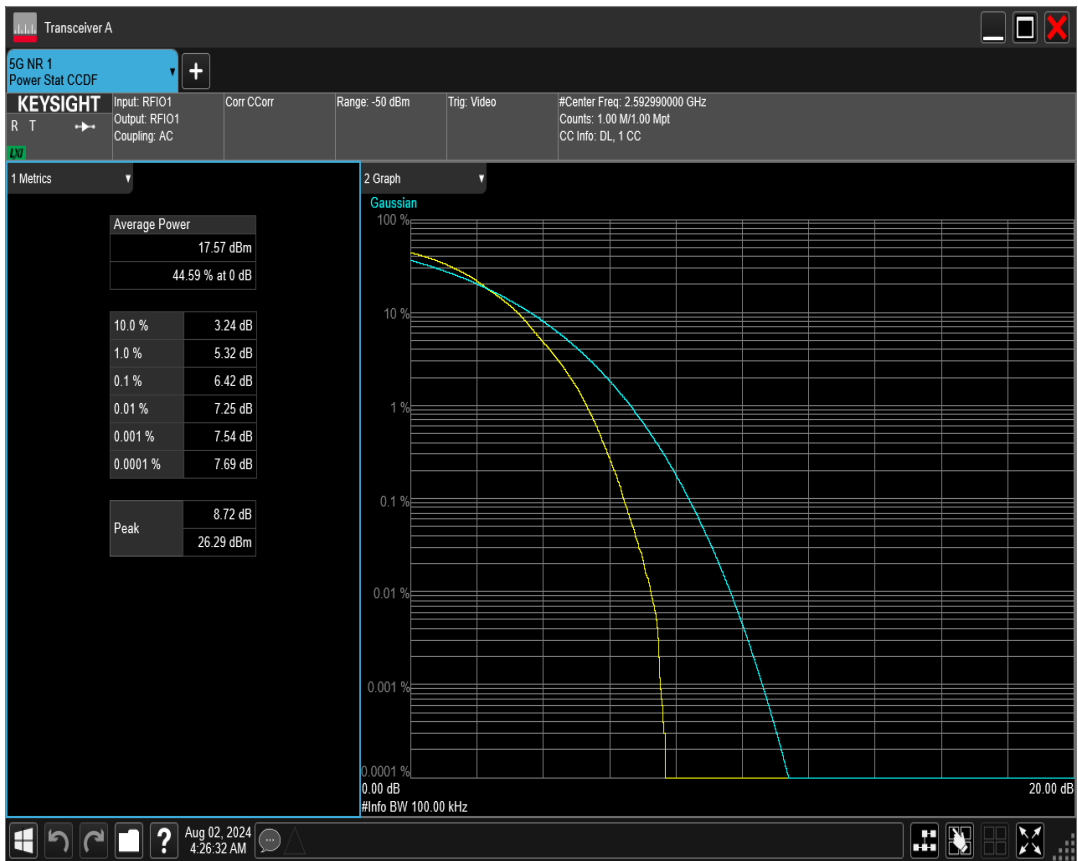 Transceiver A
5G NR 1
Power Stat CCDF
KEYSIGHT
R T
LXI
Input: RFIO1
Output: RFIO1
Coupling: AC
Corr CCorr
Range: -50 dBm
Trig: Video
#Center Freq: 2.592990000 GHz
Counts: 1.00 M/1.00 Mpt
CC Info: DL, 1 CC
1 Metrics
Average Power
17.57 dBm
44.59 % at 0 dB
10.0 % 3.24 dB
1.0 % 5.32 dB
0.1 % 6.42 dB
0.01 % 7.25 dB
0.001 % 7.54 dB
0.0001 % 7.69 dB
Peak
8.72 dB
26.29 dBm
2 Graph
Gaussian
100 %
10 %
1 %
0.1 %
0.01 %
0.001 %
0.0001 %
0.00 dB 20.00 dB
#Info BW 100.00 kHz
Aug 02, 2024
4:26:32 AM